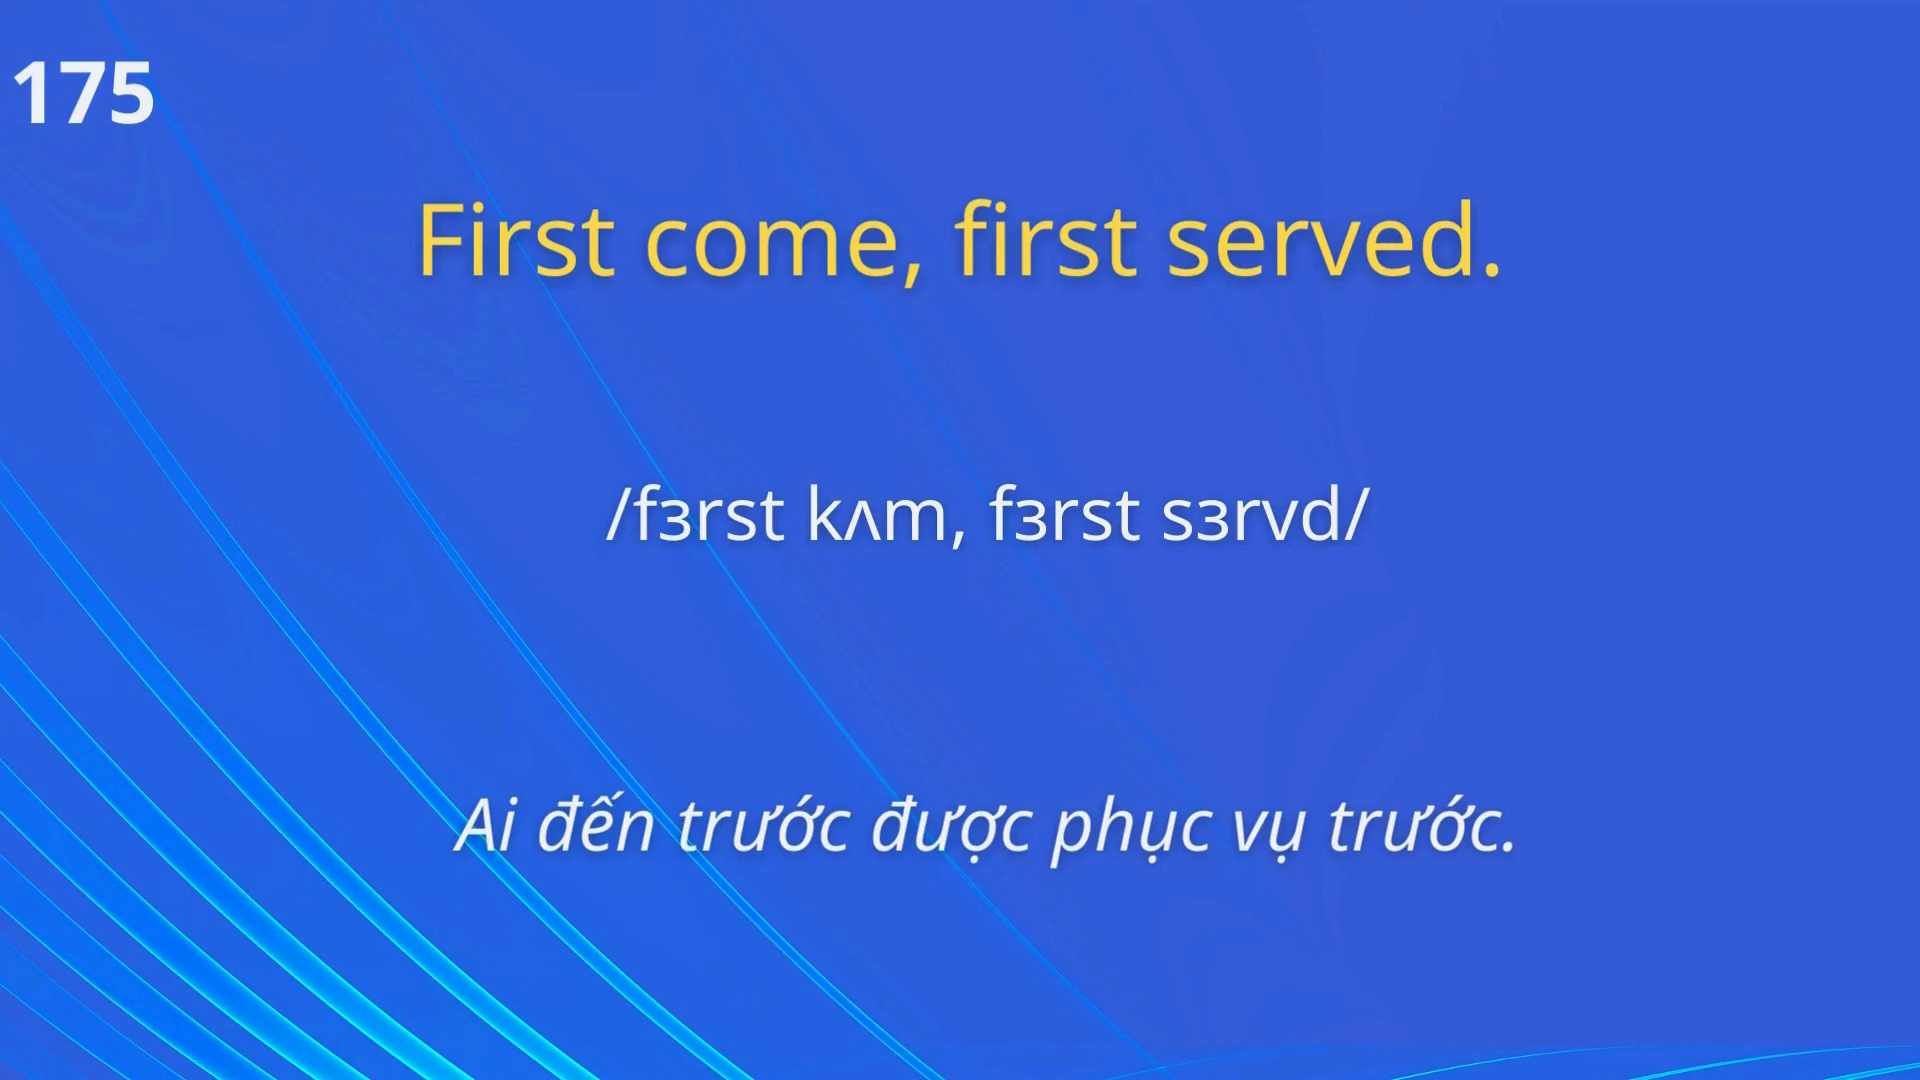 175
First come, first served.
/fɜrst kʌm, fɜrst sɜrvd/
Ai đến trước được phục vụ trước.